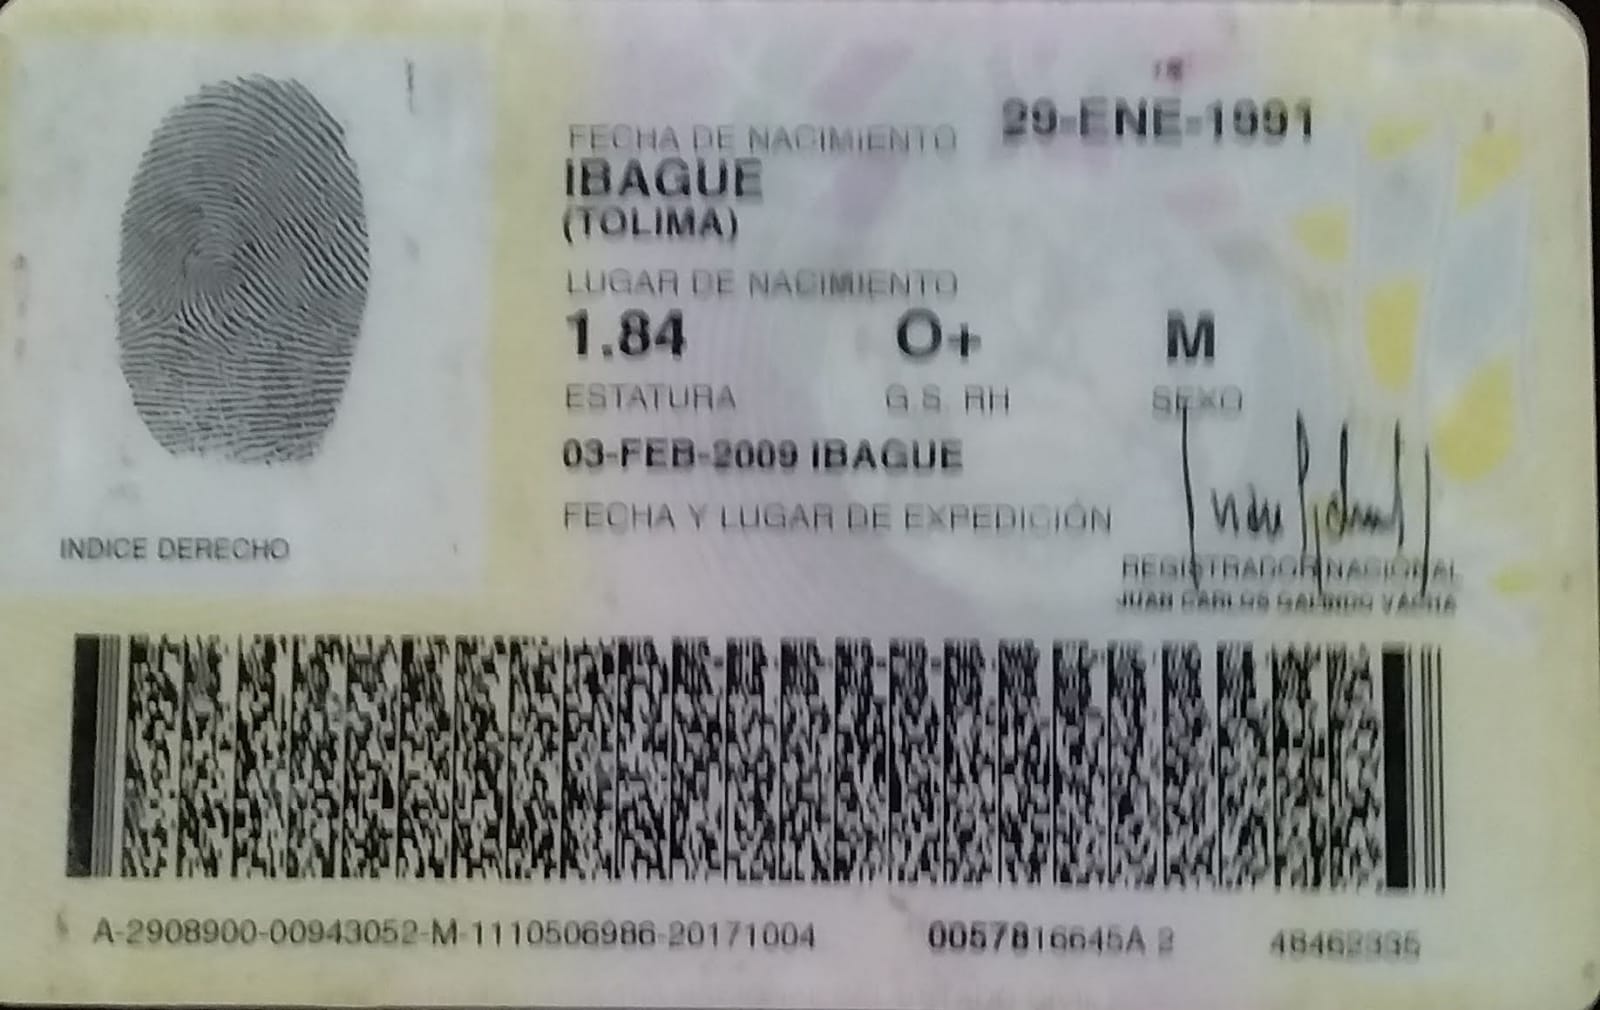 29-ENE-1991
FECHA DE NACIMIENTO
IBAGUE
(TOLIMA)
LUGAR DE NACIMIENTO
1.84 O+ M
ESTATURA G.S. RH SEXO
03-FEB-2009 IBAGUE
FECHA Y LUGAR DE EXPEDICIÓN
INDICE DERECHO
REGISTRADOR NACIONAL
JUAN CARLOS GALINDO VACHA
A-2908900-00943052-M-1110506986-20171004 0057816645A 2